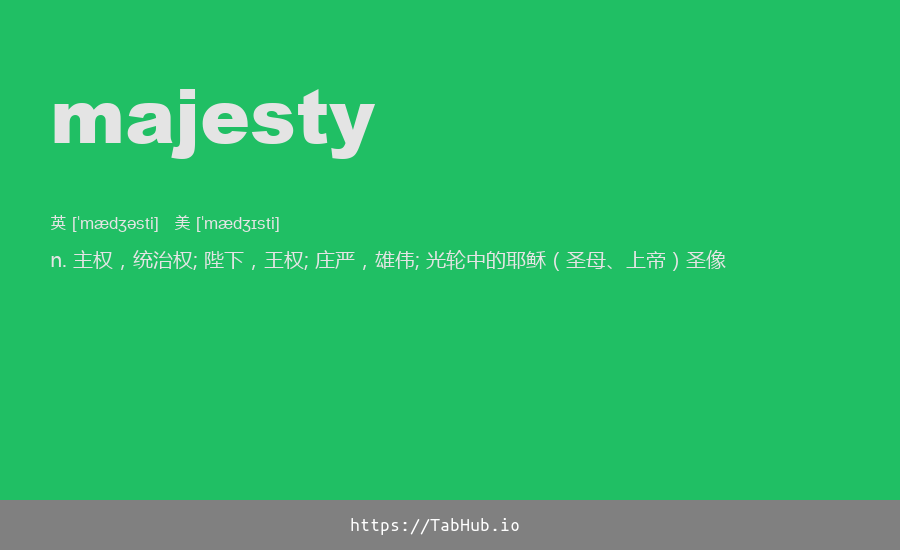 majesty
英 [ˈmædʒəsti] 美 [ˈmædʒɪsti]
n. 主权，统治权; 陛下，王权; 庄严，雄伟; 光轮中的耶稣（圣母、上帝）圣像
https://TabHub.io